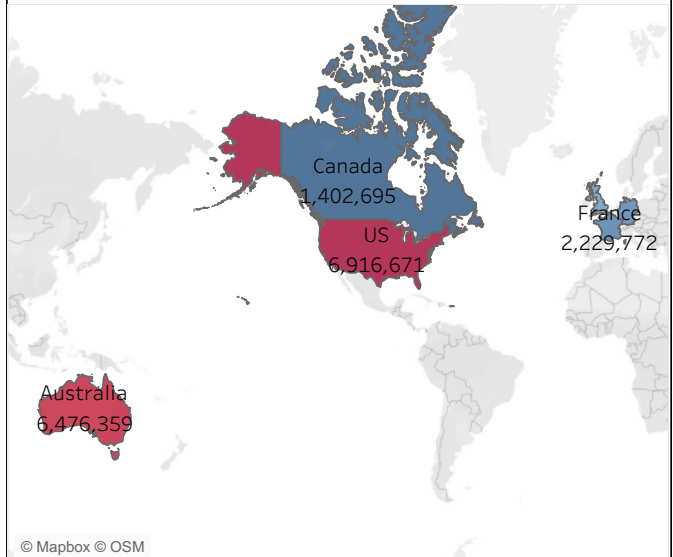 Canada
1,402,695
US
6,916,671
France
2,229,772
Australia
6,476,359
© Mapbox © OSM